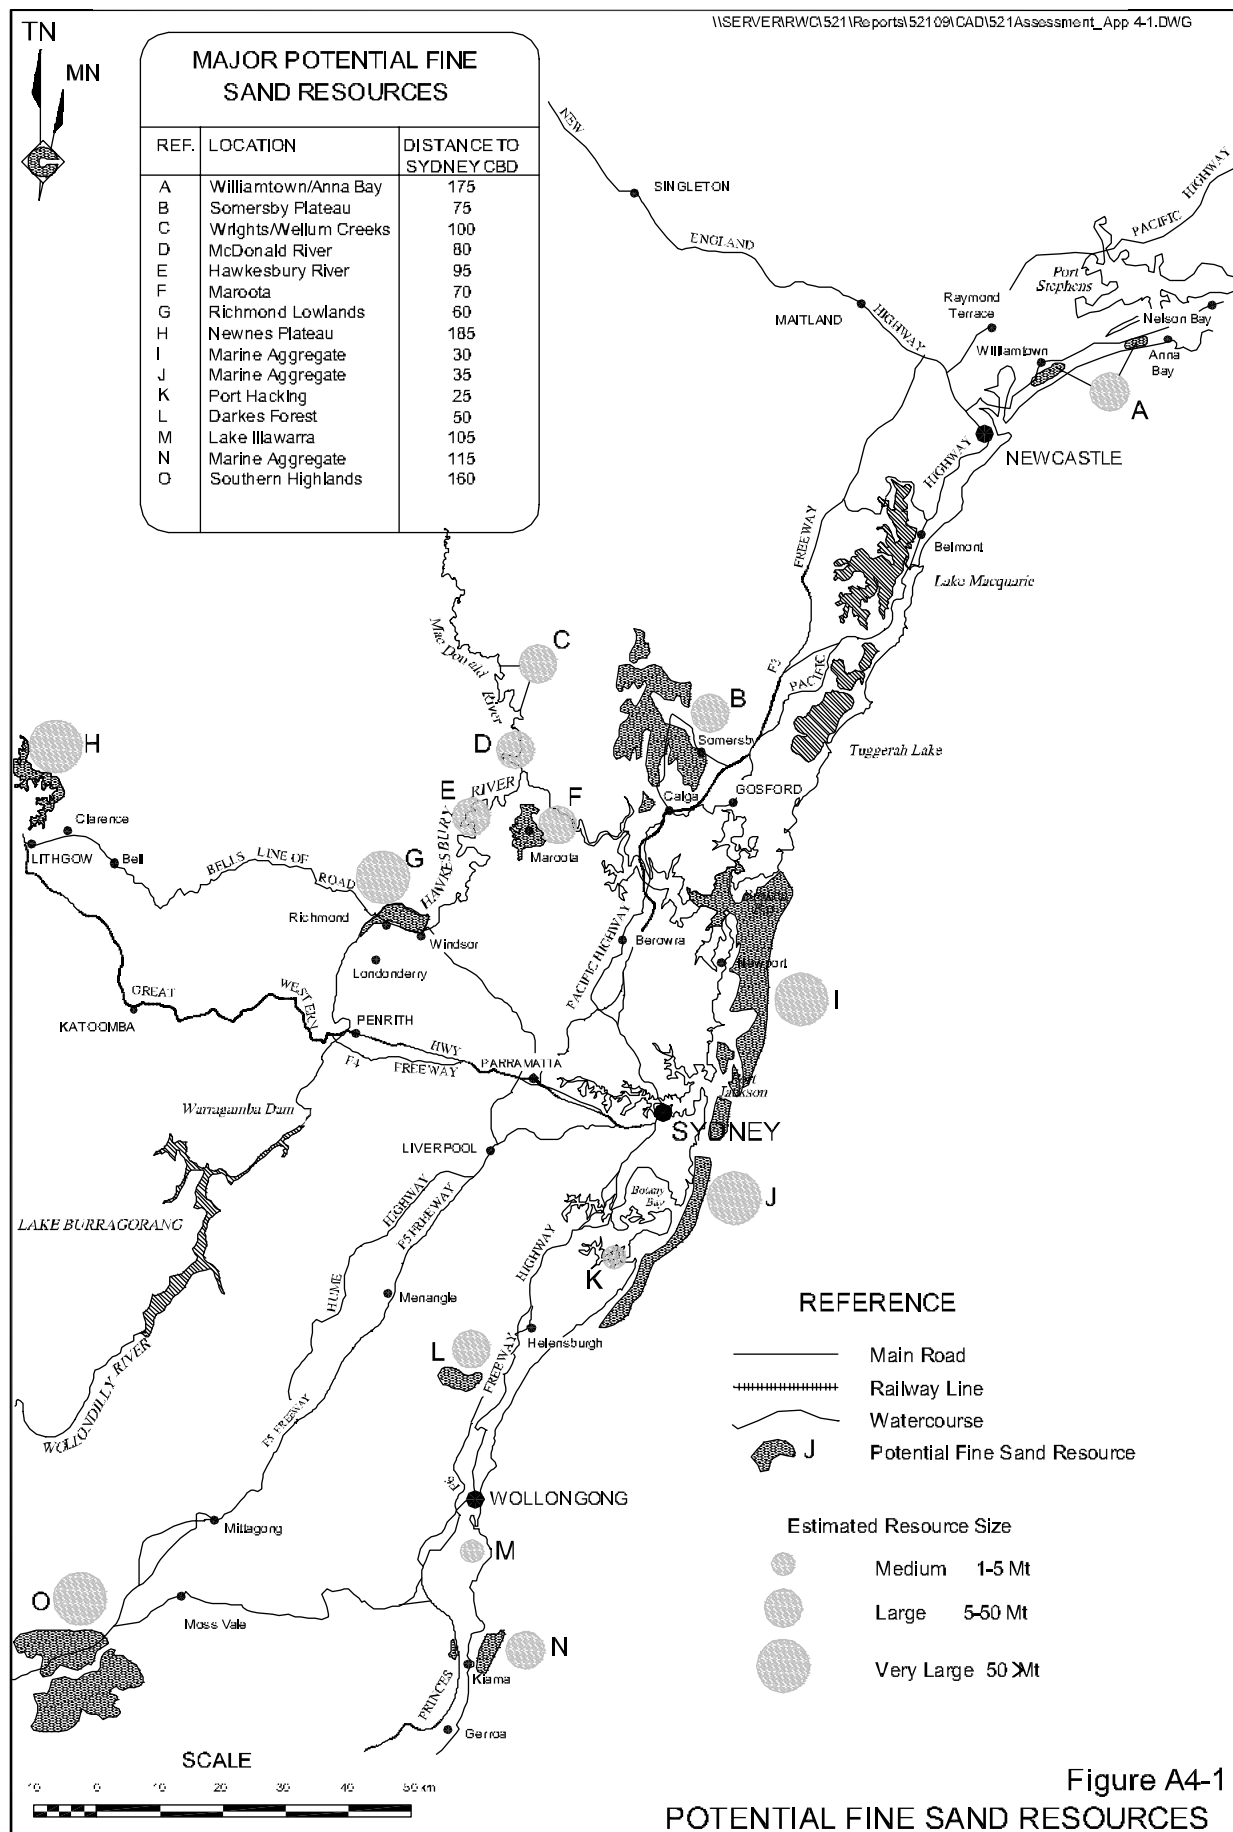 \\SERVER\RWC\521\Reports\52109\CAD\521Assessment_App 4-1.DWG
TN
MN
MAJOR POTENTIAL FINE
SAND RESOURCES
REF. LOCATION DISTANCE TO
SYDNEY CBD
A Williamtown/Anna Bay 175
B Somersby Plateau 75
C Wrights/Wellum Creeks 100
D McDonald River 80
E Hawkesbury River 95
F Maroota 70
G Richmond Lowlands 60
H Newnes Plateau 185
I Marine Aggregate 30
J Marine Aggregate 35
K Port Hacking 25
L Darkes Forest 50
M Lake Illawarra 105
N Marine Aggregate 115
O Southern Highlands 160
NEW
SINGLETON
ENGLAND
HIGHWAY
PACIFIC
HIGHWAY
Port
Stephens
Raymond
Terrace
MAITLAND
Nelson Bay
Williamtown
Anna
Bay
A
NEWCASTLE
HIGHWAY
FREEWAY
Belmont
Lake Macquarie
Mac Donald
River
C
F3
PACIFIC
B
Somersby
Tuggerah Lake
H
D
E
RIVER
F
Calga
GOSFORD
Clarence
LITHGOW
Bell
Maroota
BELLS LINE OF
ROAD
G
HAWKESBURY
Richmond
Windsor
Londonderry
PACIFIC HIGHWAY
Berowra
Newport
I
GREAT
WESTERN
KATOOMBA
PENRITH
HWY
F4
FREEWAY
PARRAMATTA
Port
Jackson
SYDNEY
Warragamba Dam
LIVERPOOL
HIGHWAY
F5 FREEWAY
Botany
Bay
J
LAKE BURRAGORANG
HIGHWAY
K
HUME
Menangle
Helensburgh
L
FREEWAY
WOLLONDILLY RIVER
F5 FREEWAY
F6
WOLLONGONG
Mittagong
M
O
Moss Vale
N
Kiama
PRINCES
Gerroa
REFERENCE
Main Road
Railway Line
Watercourse
J Potential Fine Sand Resource
Estimated Resource Size
Medium 1-5 Mt
Large 5-50 Mt
Very Large 50 >Mt
SCALE
10 0 10 20 30 40 50 km
Figure A4-1
POTENTIAL FINE SAND RESOURCES